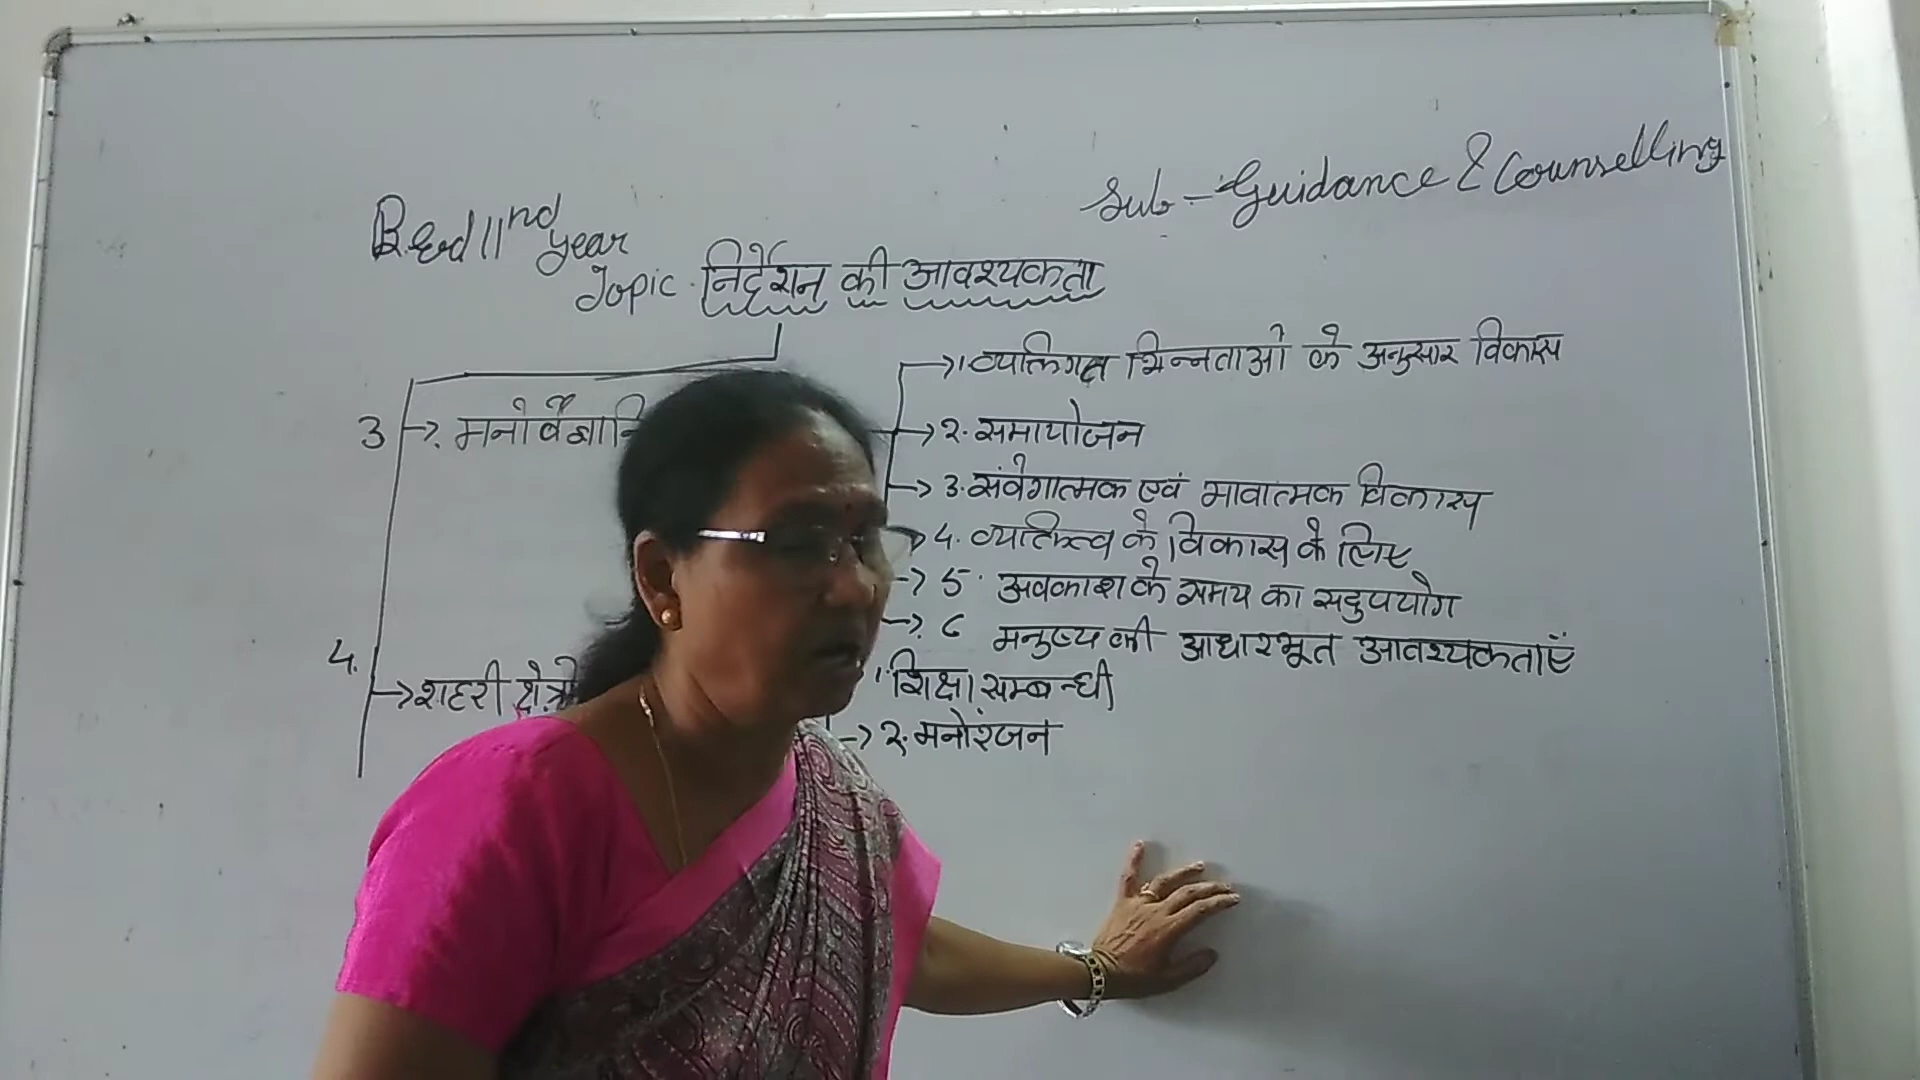 Sub - Guidance & Counselling
B.Ed IInd year
Topic. निर्देशन की आवश्यकता
→ 1. व्यक्तिगत भिन्नताओं के अनुसार विकास
3 →.
→ 2. समायोजन
→ 3. संवेगात्मक एवं भावात्मक विकास
→ 4. व्यक्तित्व के विकास के लिए
→ 5. अवकाश के समय का सदुपयोग
→. 6 मनुष्य की आधारभूत आवश्यकताएँ
4. → शहरी
1. शिक्षा सम्बन्धी
→ 2. मनोरंजन